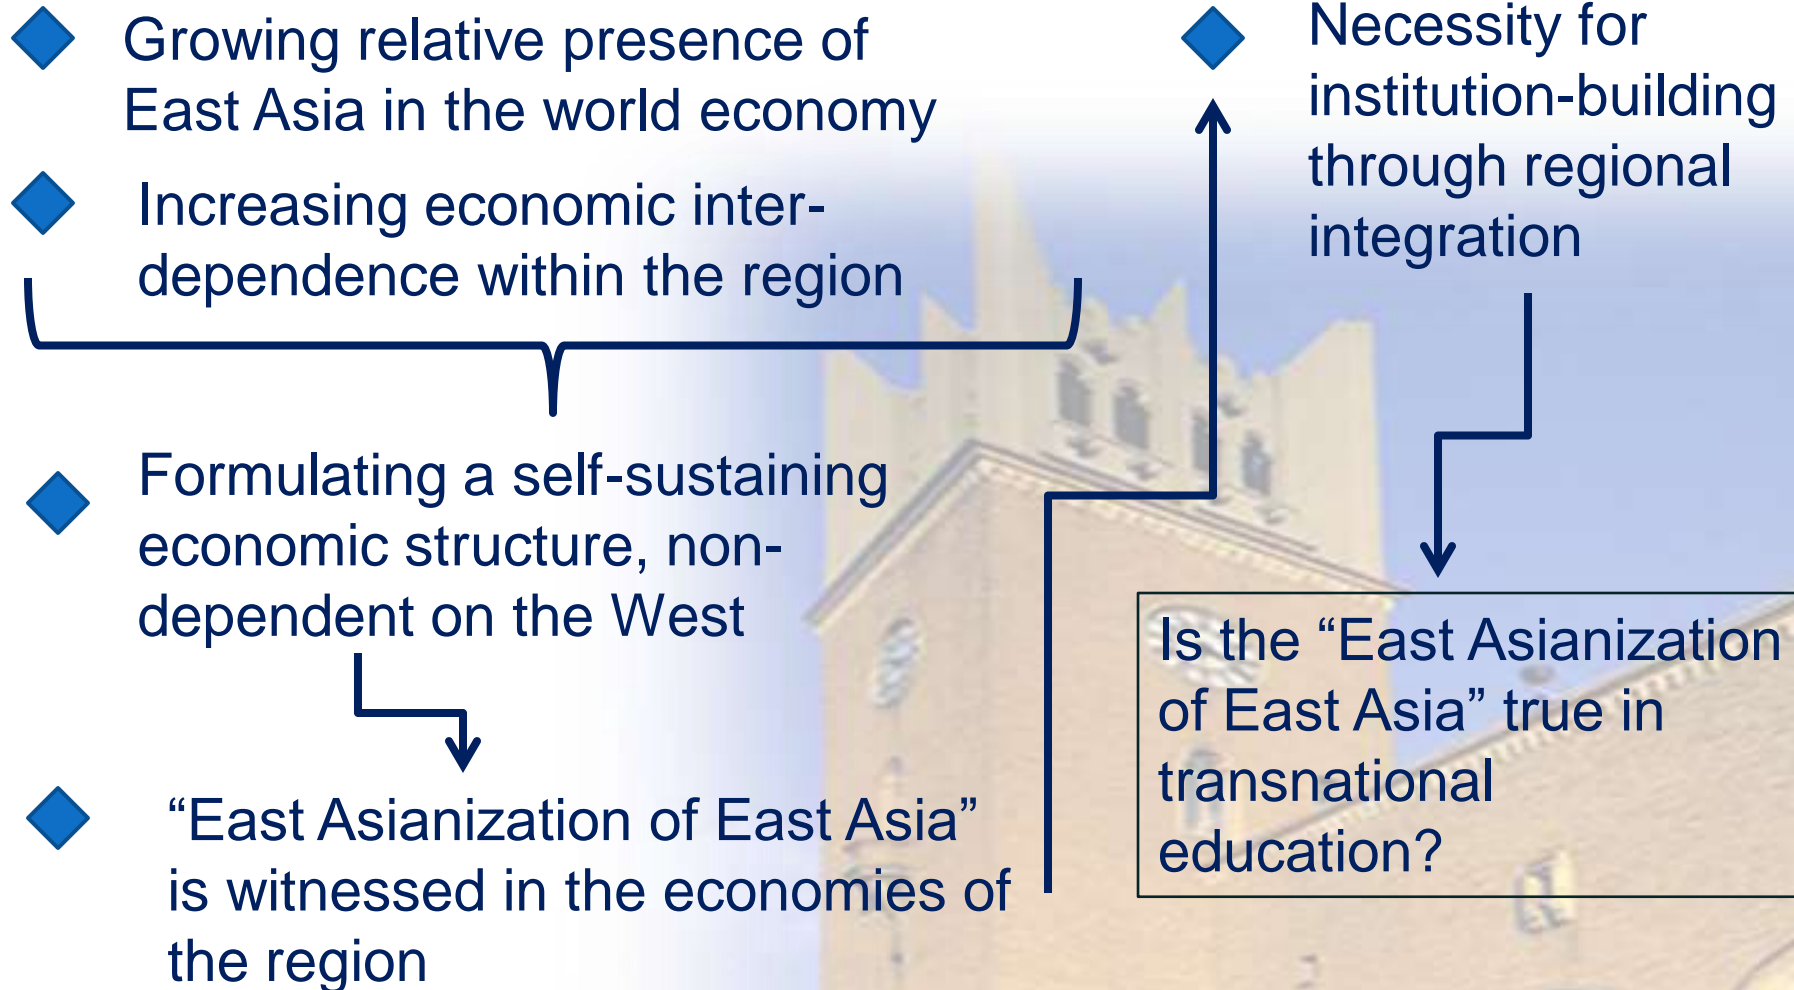 Growing relative presence of
East Asia in the world economy
Increasing economic inter-
dependence within the region
Formulating a self-sustaining
economic structure, non-
dependent on the West
“East Asianization of East Asia”
is witnessed in the economies of
the region
Necessity for
institution-building
through regional
integration
Is the “East Asianization
of East Asia” true in
transnational
education?